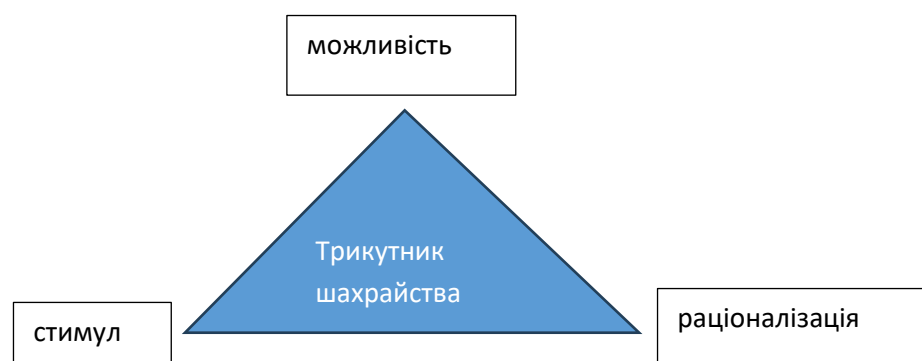 можливість
Трикутник
шахрайства
стимул
раціоналізація